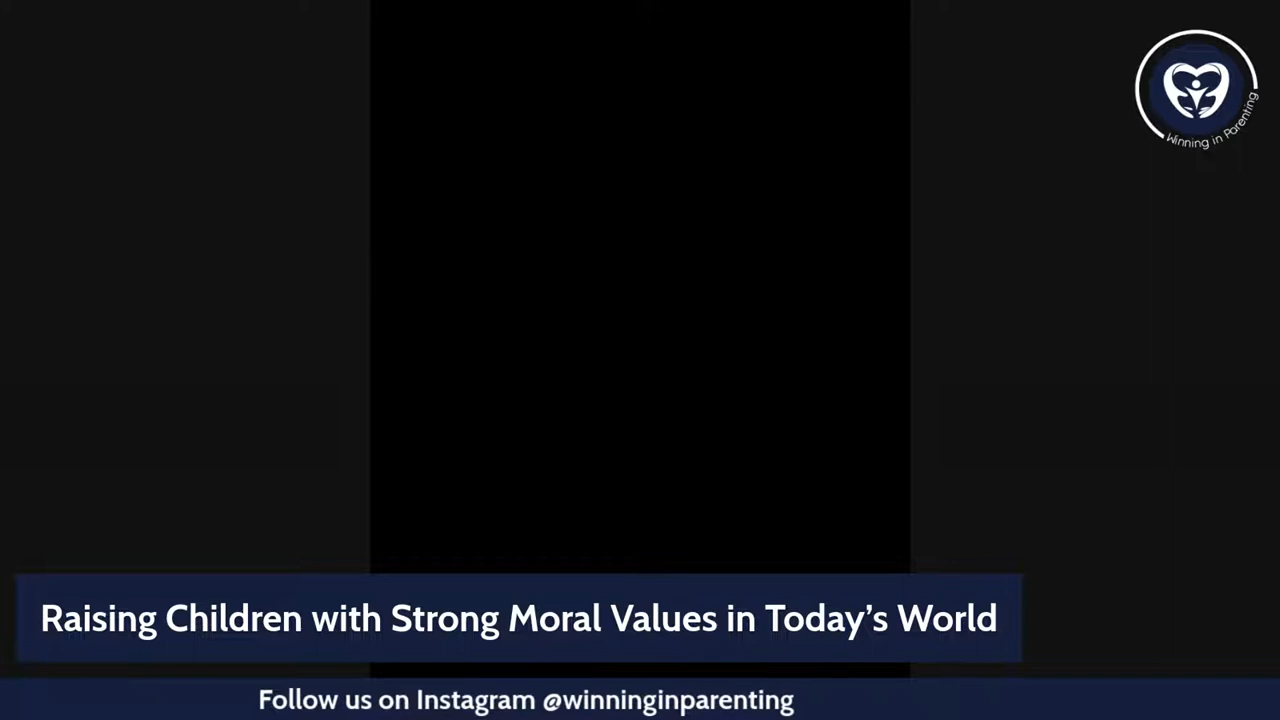 Winning in Parenting
Raising Children with Strong Moral Values in Today's World
Follow us on Instagram @winninginparenting